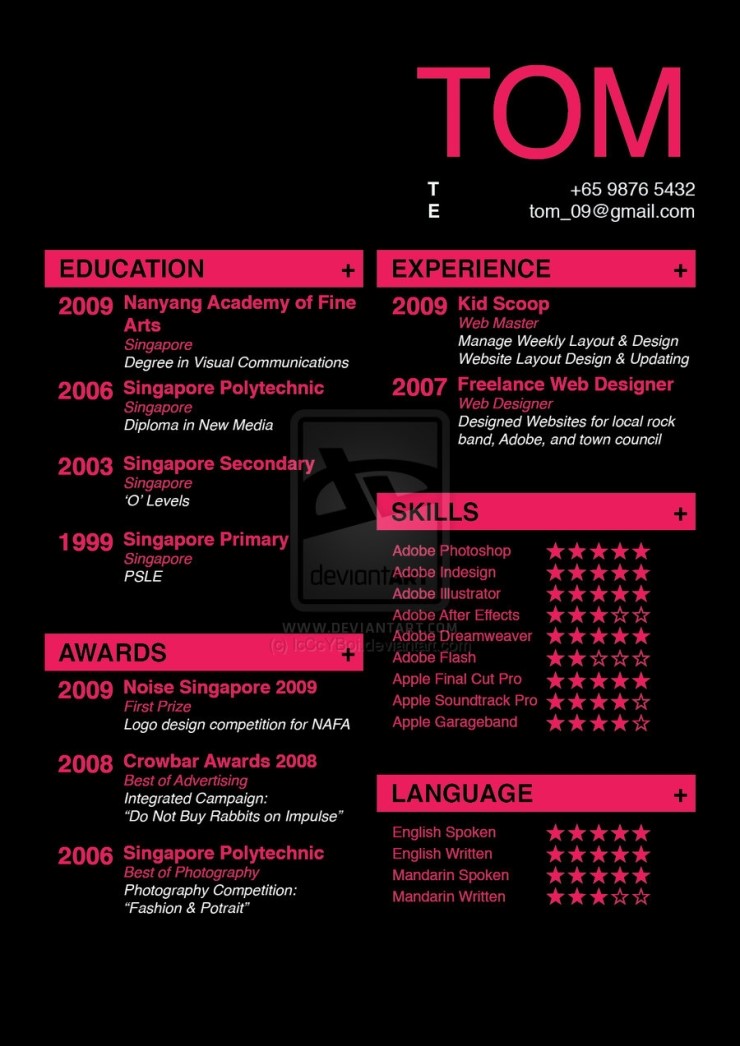 TOM
T +65 9876 5432
E tom_09@gmail.com
EDUCATION +
2009 Nanyang Academy of Fine
Arts
Singapore
Degree in Visual Communications
2006 Singapore Polytechnic
Singapore
Diploma in New Media
2003 Singapore Secondary
Singapore
‘O’ Levels
1999 Singapore Primary
Singapore
PSLE
AWARDS +
2009 Noise Singapore 2009
First Prize
Logo design competition for NAFA
2008 Crowbar Awards 2008
Best of Advertising
Integrated Campaign:
“Do Not Buy Rabbits on Impulse”
2006 Singapore Polytechnic
Best of Photography
Photography Competition:
“Fashion & Potrait”
EXPERIENCE +
2009 Kid Scoop
Web Master
Manage Weekly Layout & Design
Website Layout Design & Updating
2007 Freelance Web Designer
Web Designer
Designed Websites for local rock
band, Adobe, and town council
SKILLS +
Adobe Photoshop ★★★★★
Adobe Indesign ★★★★★
Adobe Illustrator ★★★★★
Adobe After Effects ★★★☆☆
Adobe Dreamweaver ★★★★★
Adobe Flash ★★☆☆☆
Apple Final Cut Pro ★★★★★
Apple Soundtrack Pro ★★★★☆
Apple Garageband ★★★★☆
LANGUAGE +
English Spoken ★★★★★
English Written ★★★★★
Mandarin Spoken ★★★★★
Mandarin Written ★★★☆☆
deviantART
WWW.DEVIANTART.COM